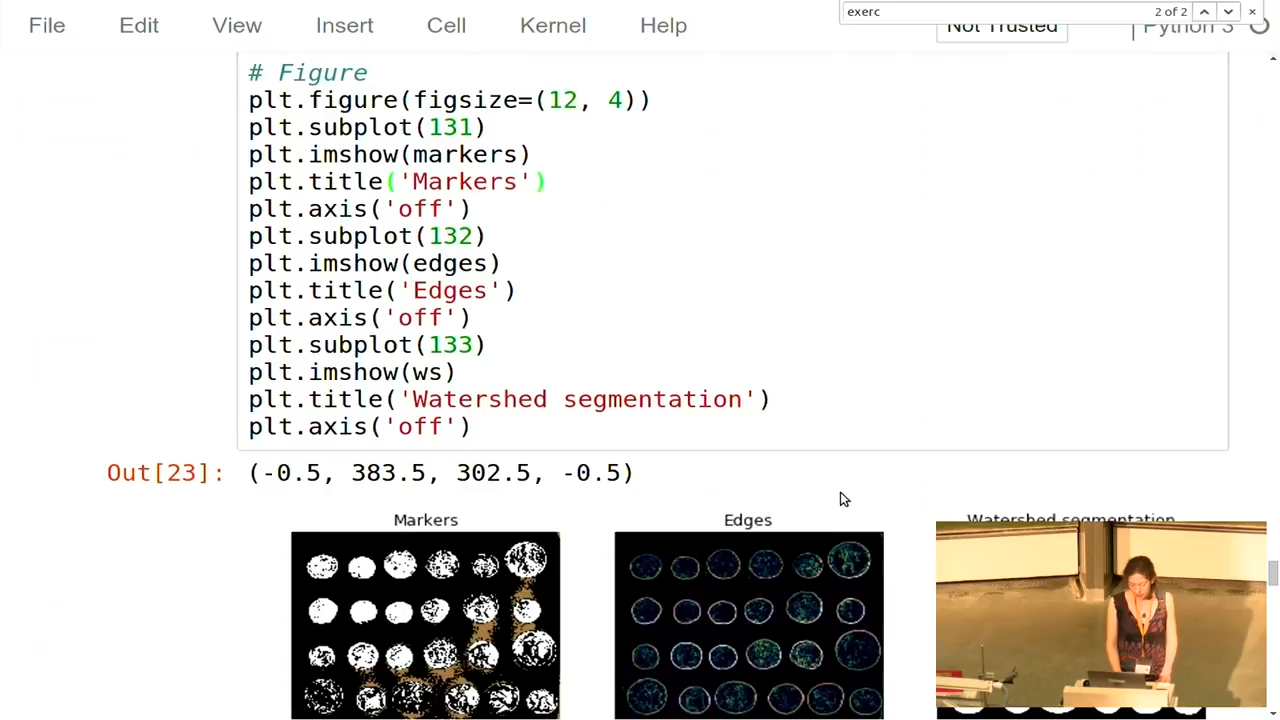 exerc
2 of 2
File Edit View Insert Cell Kernel Help
Not Trusted
Python 3
# Figure
plt.figure(figsize=(12, 4))
plt.subplot(131)
plt.imshow(markers)
plt.title('Markers')
plt.axis('off')
plt.subplot(132)
plt.imshow(edges)
plt.title('Edges')
plt.axis('off')
plt.subplot(133)
plt.imshow(ws)
plt.title('Watershed segmentation')
plt.axis('off')
Out[23]: (-0.5, 383.5, 302.5, -0.5)
Markers Edges Watershed segmentation